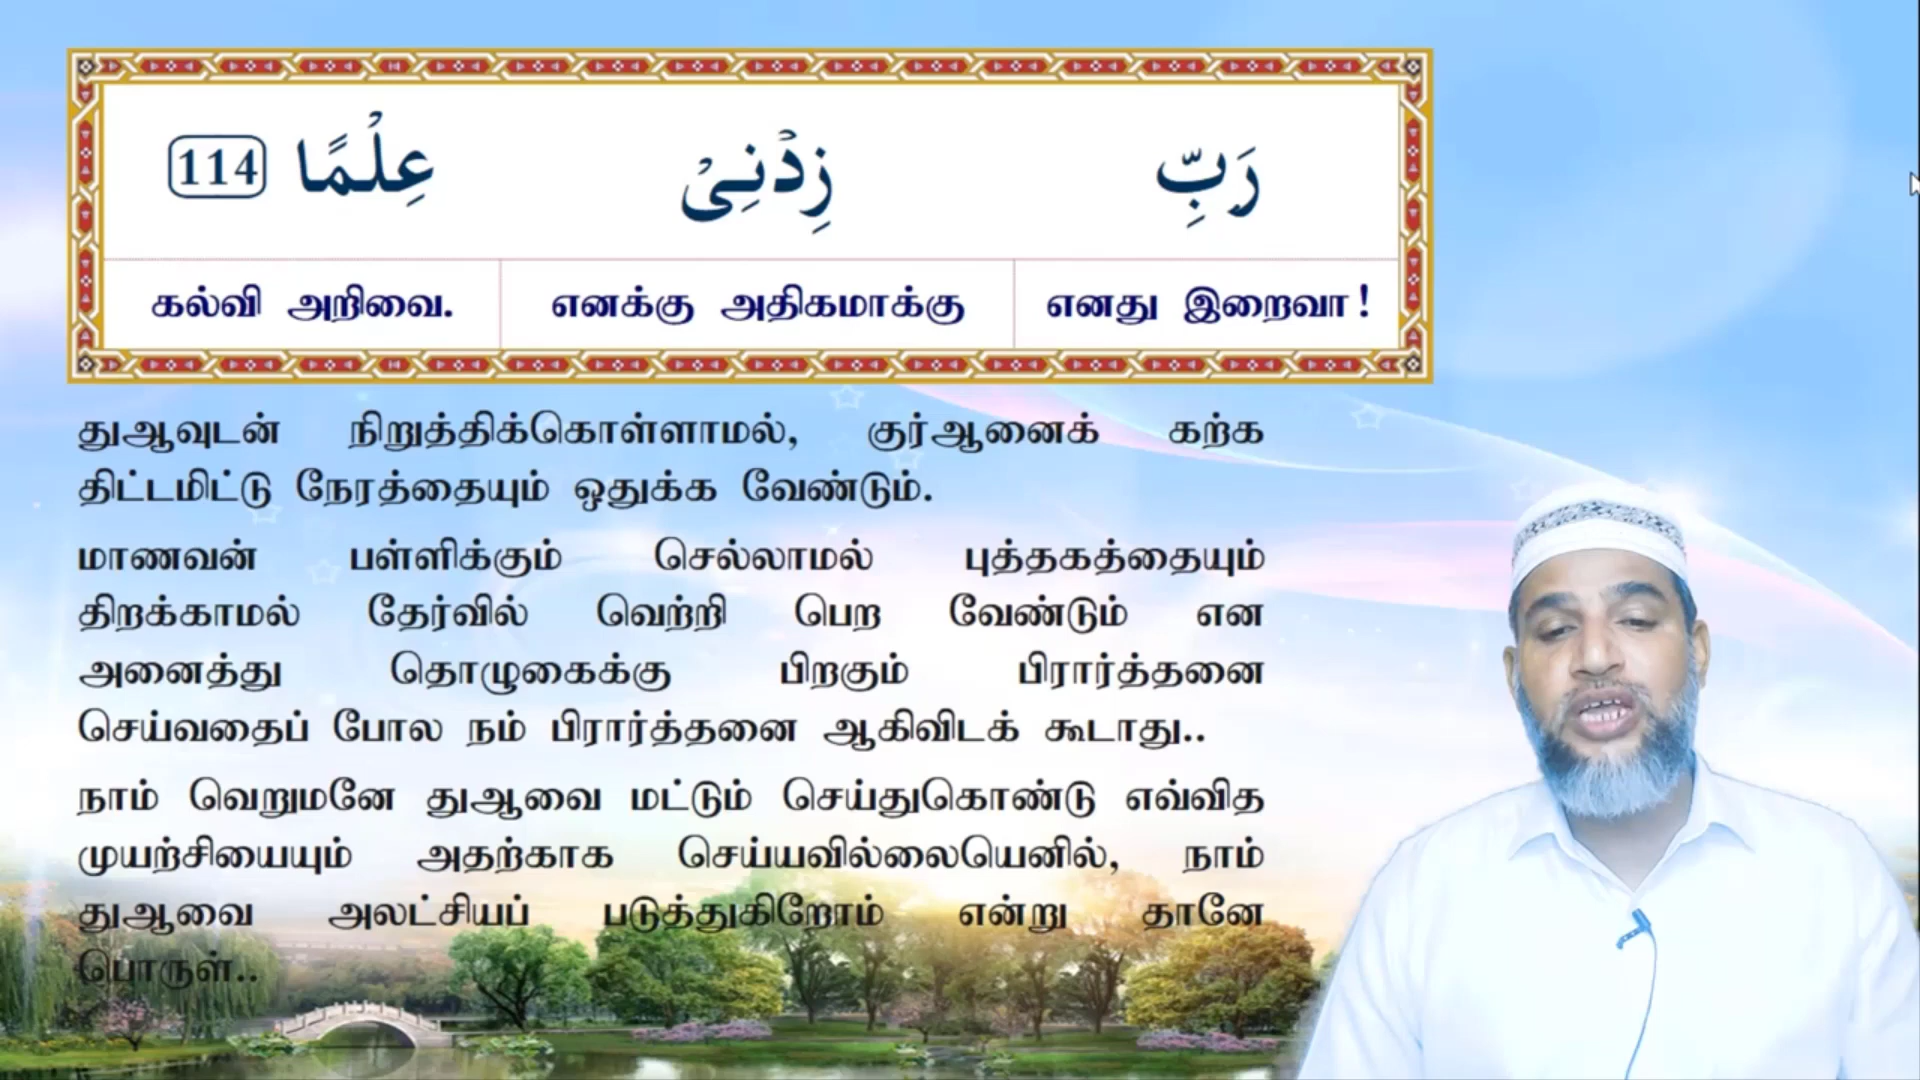 رَبِّ زِدْنِىْ عِلْمًا 114
எனது இறைவா! எனக்கு அதிகமாக்கு கல்வி அறிவை.
துஆவுடன் நிறுத்திக்கொள்ளாமல், குர்ஆனைக் கற்க
திட்டமிட்டு நேரத்தையும் ஒதுக்க வேண்டும்.
மாணவன் பள்ளிக்கும் செல்லாமல் புத்தகத்தையும்
திறக்காமல் தேர்வில் வெற்றி பெற வேண்டும் என
அனைத்து தொழுகைக்கு பிறகும் பிரார்த்தனை
செய்வதைப் போல நம் பிரார்த்தனை ஆகிவிடக் கூடாது..
நாம் வெறுமனே துஆவை மட்டும் செய்துகொண்டு எவ்வித
முயற்சியையும் அதற்காக செய்யவில்லையெனில், நாம்
துஆவை அலட்சியப் படுத்துகிறோம் என்று தானே
பொருள்..